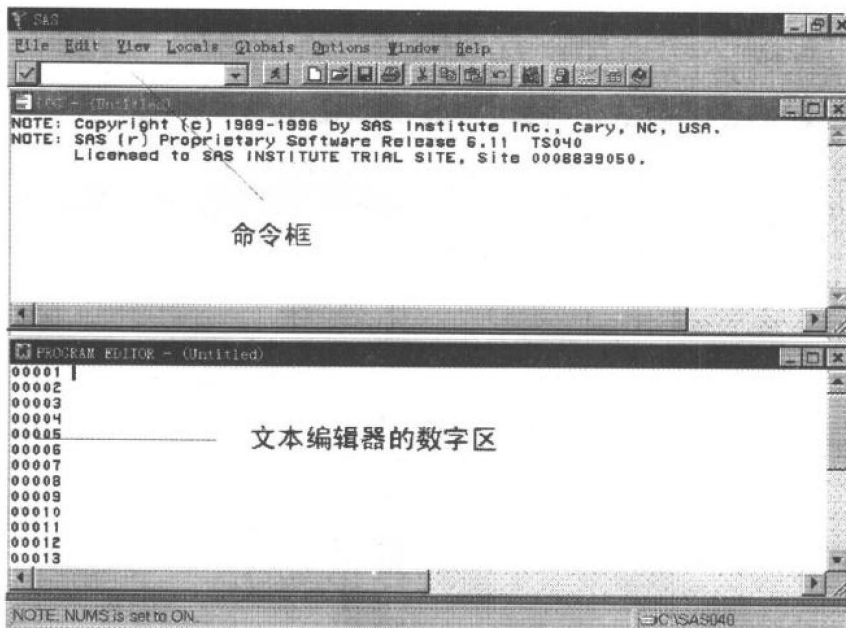 SAS
File Edit View Locals Globals Options Window Help
LOG - (Untitled)
NOTE: Copyright (c) 1989-1996 by SAS Institute Inc., Cary, NC, USA.
NOTE: SAS (r) Proprietary Software Release 6.11 TS040
Licensed to SAS INSTITUTE TRIAL SITE, Site 0008839050.
命令框
PROGRAM EDITOR - (Untitled)
00001
00002
00003
00004
00005
文本编辑器的数字区
00006
00007
00008
00009
00010
00011
00012
00013
NOTE: NUMS is set to ON.
C:\SAS040